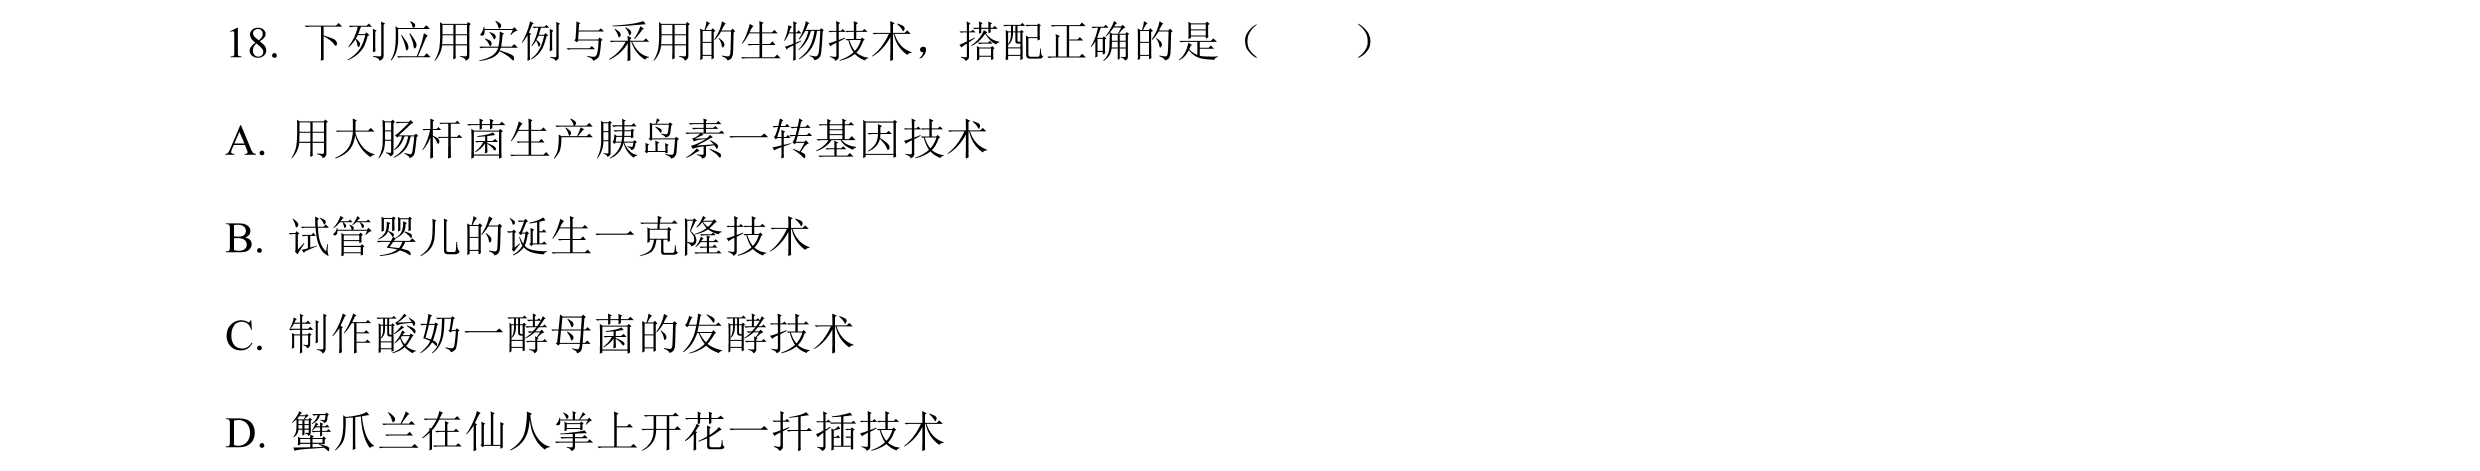 18. 下列应用实例与采用的生物技术，搭配正确的是（　　）
A. 用大肠杆菌生产胰岛素一转基因技术
B. 试管婴儿的诞生一克隆技术
C. 制作酸奶一酵母菌的发酵技术
D. 蟹爪兰在仙人掌上开花一扦插技术